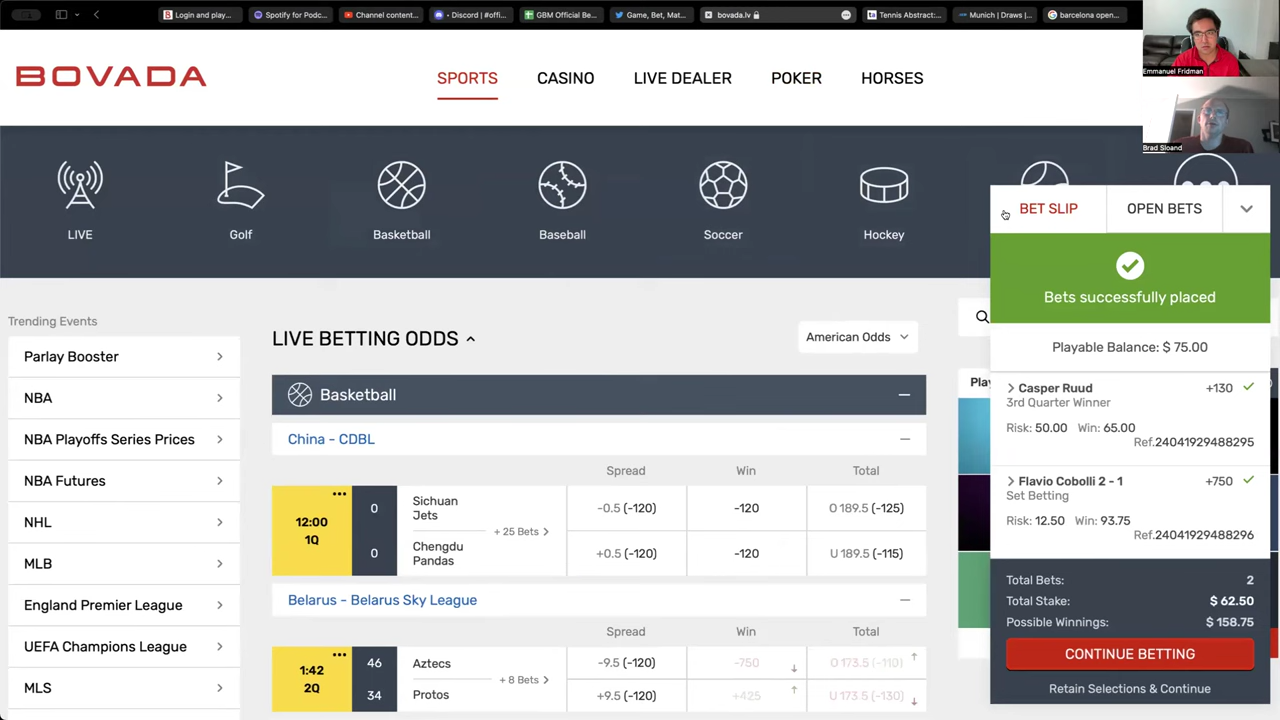 Login and play...
Spotify for Podc...
Channel content...
Discord | #offi...
GBM Official Be...
Game, Bet, Mat...
bovada.lv
Tennis Abstract:...
Munich | Draws |...
barcelona open...
Emmanuel Fridman
Brad Sloand
BOVADA
SPORTS
CASINO
LIVE DEALER
POKER
HORSES
LIVE
Golf
Basketball
Baseball
Soccer
Hockey
BET SLIP
OPEN BETS
Bets successfully placed
Playable Balance: $ 75.00
Casper Ruud
+130
3rd Quarter Winner
Risk: 50.00 Win: 65.00
Ref.24041929488295
Flavio Cobolli 2 - 1
+750
Set Betting
Risk: 12.50 Win: 93.75
Ref.24041929488296
Total Bets: 2
Total Stake: $ 62.50
Possible Winnings: $ 158.75
CONTINUE BETTING
Retain Selections & Continue
Trending Events
Parlay Booster
NBA
NBA Playoffs Series Prices
NBA Futures
NHL
MLB
England Premier League
UEFA Champions League
MLS
LIVE BETTING ODDS
American Odds
Basketball
China - CDBL
Spread Win Total
12:00
1Q
0
0
Sichuan
Jets
+ 25 Bets
Chengdu
Pandas
-0.5 (-120)
-120
O 189.5 (-125)
+0.5 (-120)
-120
U 189.5 (-115)
Belarus - Belarus Sky League
Spread Win Total
1:42
2Q
46
34
Aztecs
+ 8 Bets
Protos
-9.5 (-120)
-750
O 173.5 (-110)
+9.5 (-120)
+425
U 173.5 (-130)